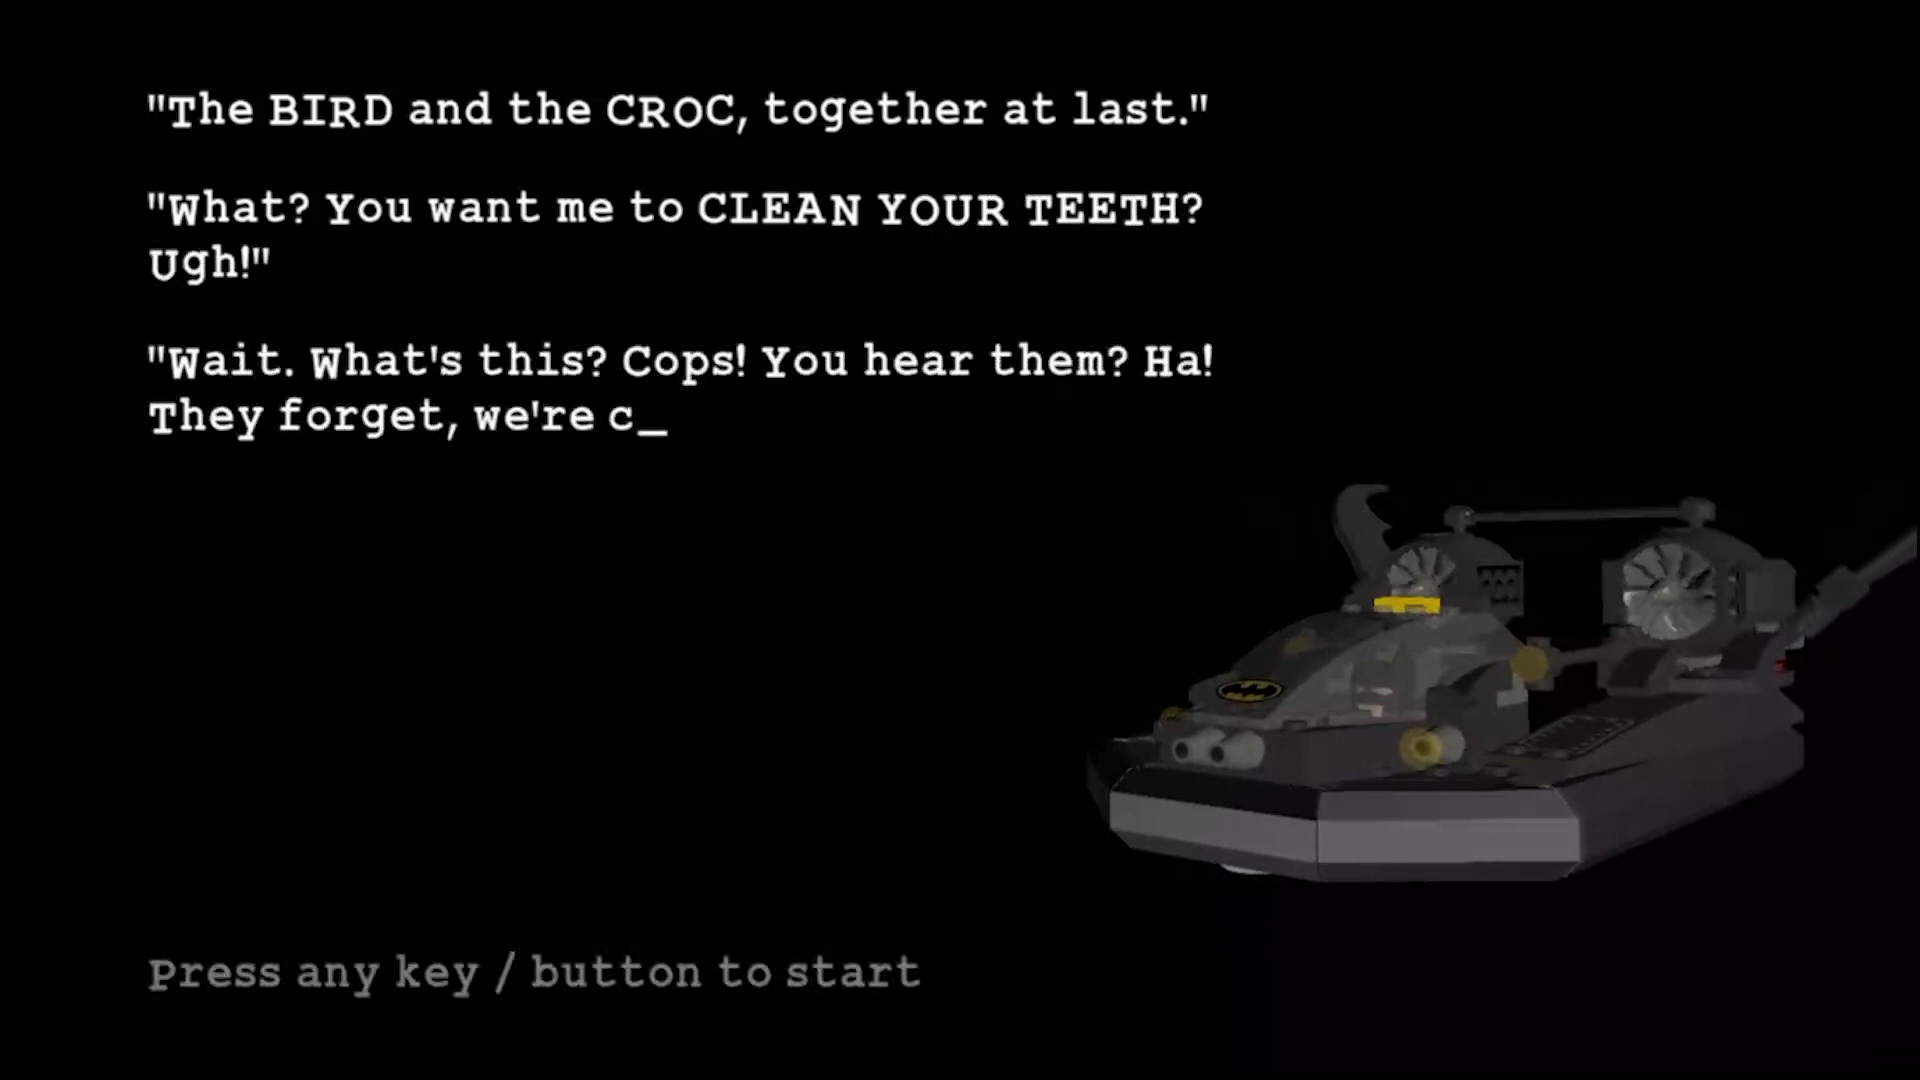 "The BIRD and the CROC, together at last."
"What? You want me to CLEAN YOUR TEETH?
Ugh!"
"Wait. What's this? Cops! You hear them? Ha!
They forget, we're c_
Press any key / button to start